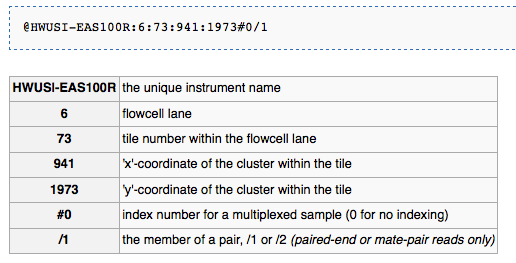 @HWUSI-EAS100R:6:73:941:1973#0/1
HWUSI-EAS100R the unique instrument name
6 flowcell lane
73 tile number within the flowcell lane
941 'x'-coordinate of the cluster within the tile
1973 'y'-coordinate of the cluster within the tile
#0 index number for a multiplexed sample (0 for no indexing)
/1 the member of a pair, /1 or /2 (paired-end or mate-pair reads only)